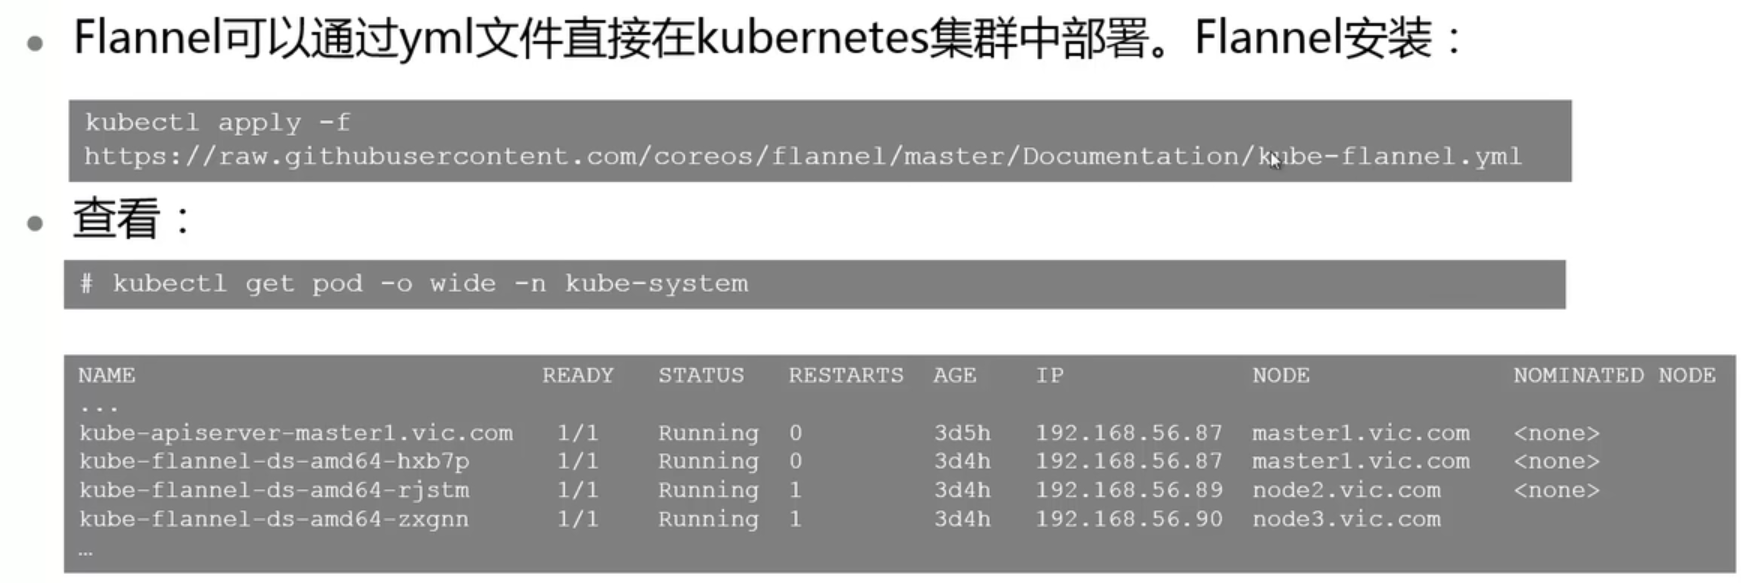 Flannel可以通过yml文件直接在kubernetes集群中部署。Flannel安装：
kubectl apply -f
https://raw.githubusercontent.com/coreos/flannel/master/Documentation/kube-flannel.yml
查看：
# kubectl get pod -o wide -n kube-system
NAME READY STATUS RESTARTS AGE IP NODE NOMINATED NODE
...
kube-apiserver-master1.vic.com 1/1 Running 0 3d5h 192.168.56.87 master1.vic.com <none>
kube-flannel-ds-amd64-hxb7p 1/1 Running 0 3d4h 192.168.56.87 master1.vic.com <none>
kube-flannel-ds-amd64-rjstm 1/1 Running 1 3d4h 192.168.56.89 node2.vic.com <none>
kube-flannel-ds-amd64-zxgnn 1/1 Running 1 3d4h 192.168.56.90 node3.vic.com
…